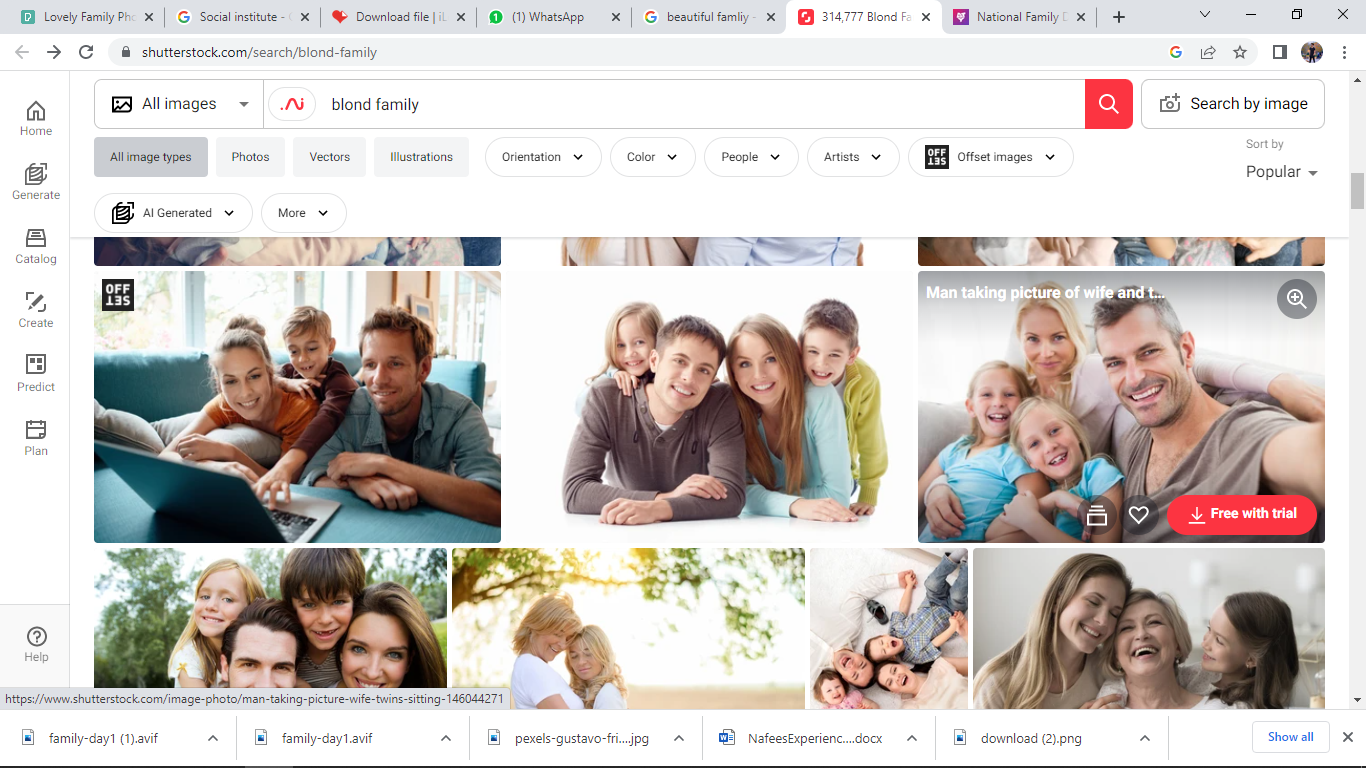 Lovely Family Pho
Social institute - G
Download file | iL
(1) WhatsApp
beautiful famliy -
314,777 Blond Fa
National Family D
shutterstock.com/search/blond-family
All images
blond family
Search by image
All image types
Photos
Vectors
Illustrations
Orientation
Color
People
Artists
OFF
SET
Offset images
Sort by
Popular
AI Generated
More
Home
Generate
Catalog
Create
Predict
Plan
Help
OFF
SET
Man taking picture of wife and t...
Free with trial
https://www.shutterstock.com/image-photo/man-taking-picture-wife-twins-sitting-146044271
family-day1 (1).avif
family-day1.avif
pexels-gustavo-fri....jpg
NafeesExperienc....docx
download (2).png
Show all